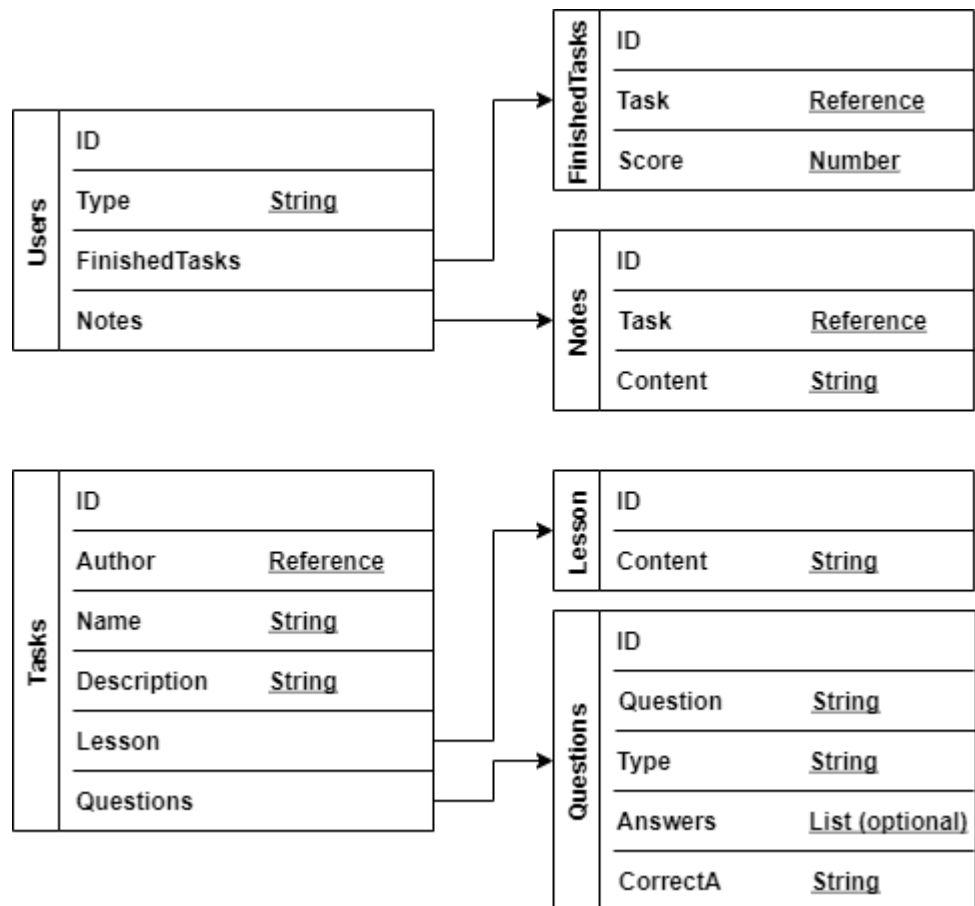 Users
ID
Type String
FinishedTasks
Notes
FinishedTasks
ID
Task Reference
Score Number
Notes
ID
Task Reference
Content String
Tasks
ID
Author Reference
Name String
Description String
Lesson
Questions
Lesson
ID
Content String
Questions
ID
Question String
Type String
Answers List (optional)
CorrectA String